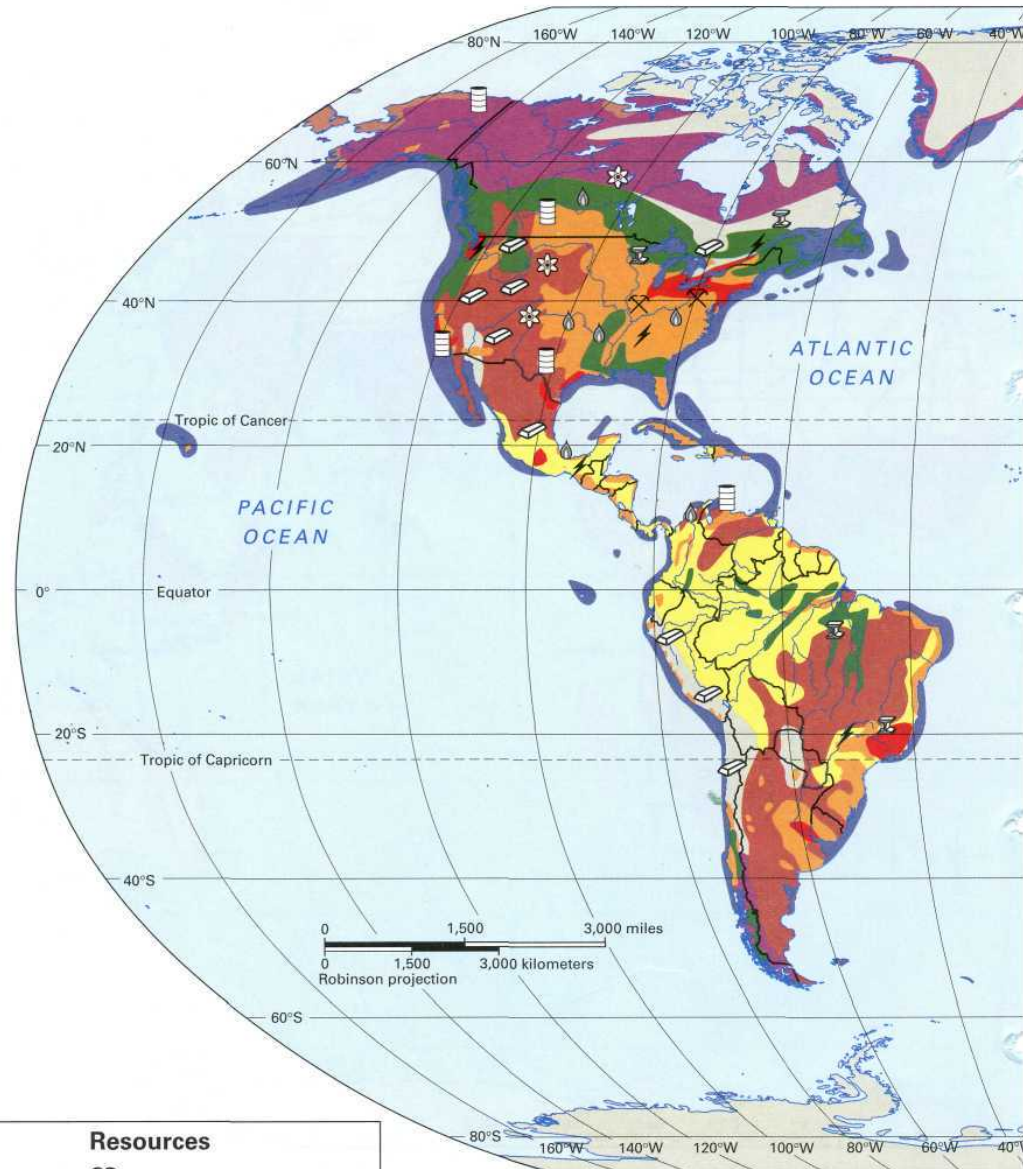 160°W 140°W 120°W 100°W 80°W 60°W 40°W
80°N
60°N
40°N
ATLANTIC
OCEAN
Tropic of Cancer
20°N
PACIFIC
OCEAN
0°
Equator
20°S
Tropic of Capricorn
40°S
0 1,500 3,000 miles
0 1,500 3,000 kilometers
Robinson projection
60°S
80°S
160°W 140°W 120°W 100°W 80°W 60°W 40°
Resources